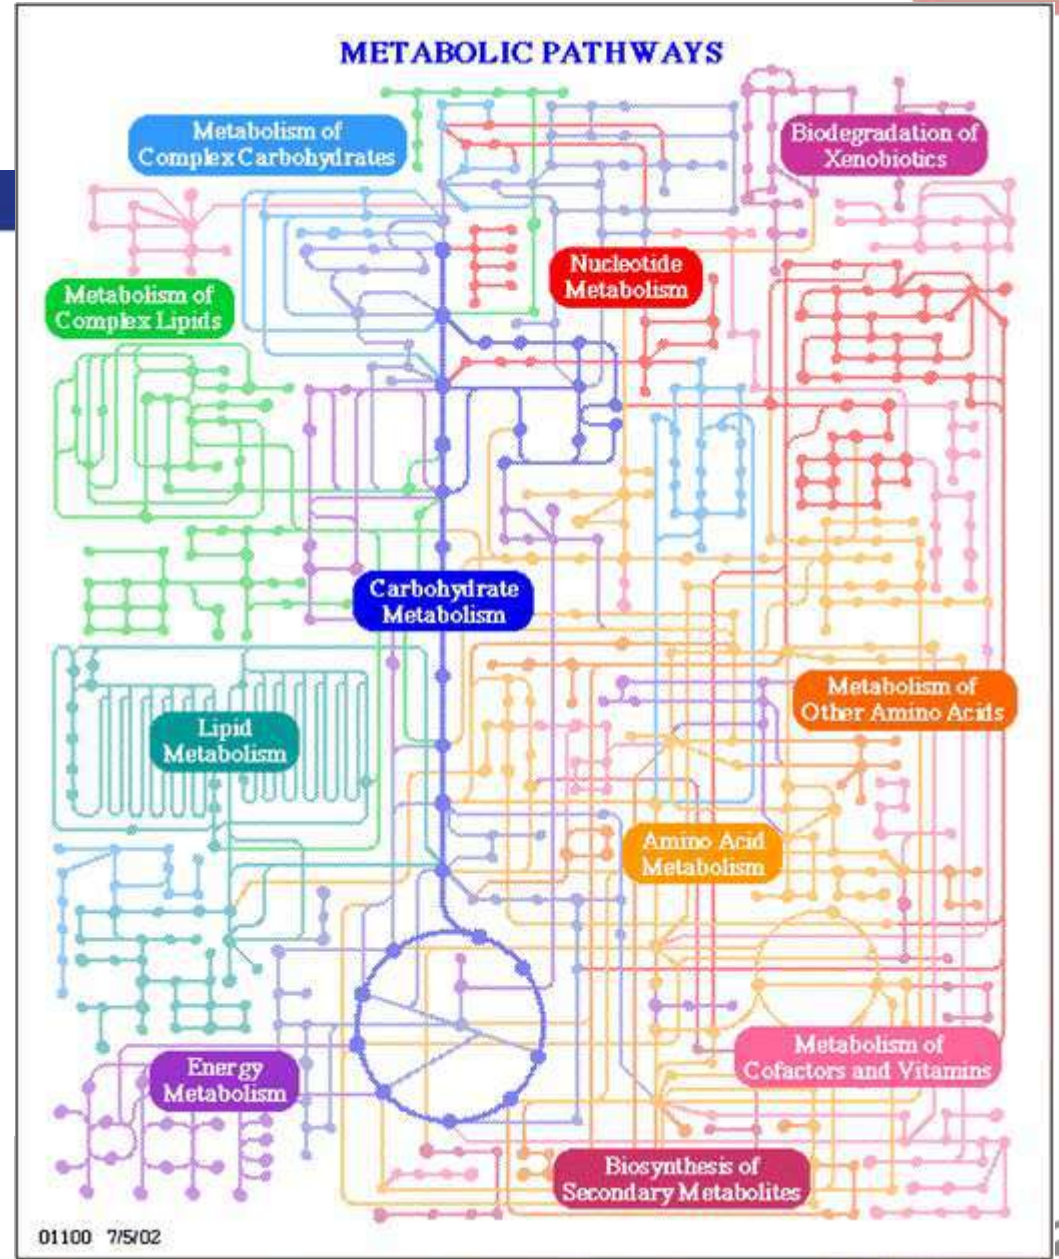 METABOLIC PATHWAYS
Metabolism of
Complex Carbohydrates
Biodegradation of
Xenobiotics
Nucleotide
Metabolism
Metabolism of
Complex Lipids
Carbohydrate
Metabolism
Metabolism of
Other Amino Acids
Lipid
Metabolism
Amino Acid
Metabolism
Metabolism of
Cofactors and Vitamins
Energy
Metabolism
Biosynthesis of
Secondary Metabolites
01100 7/5/02